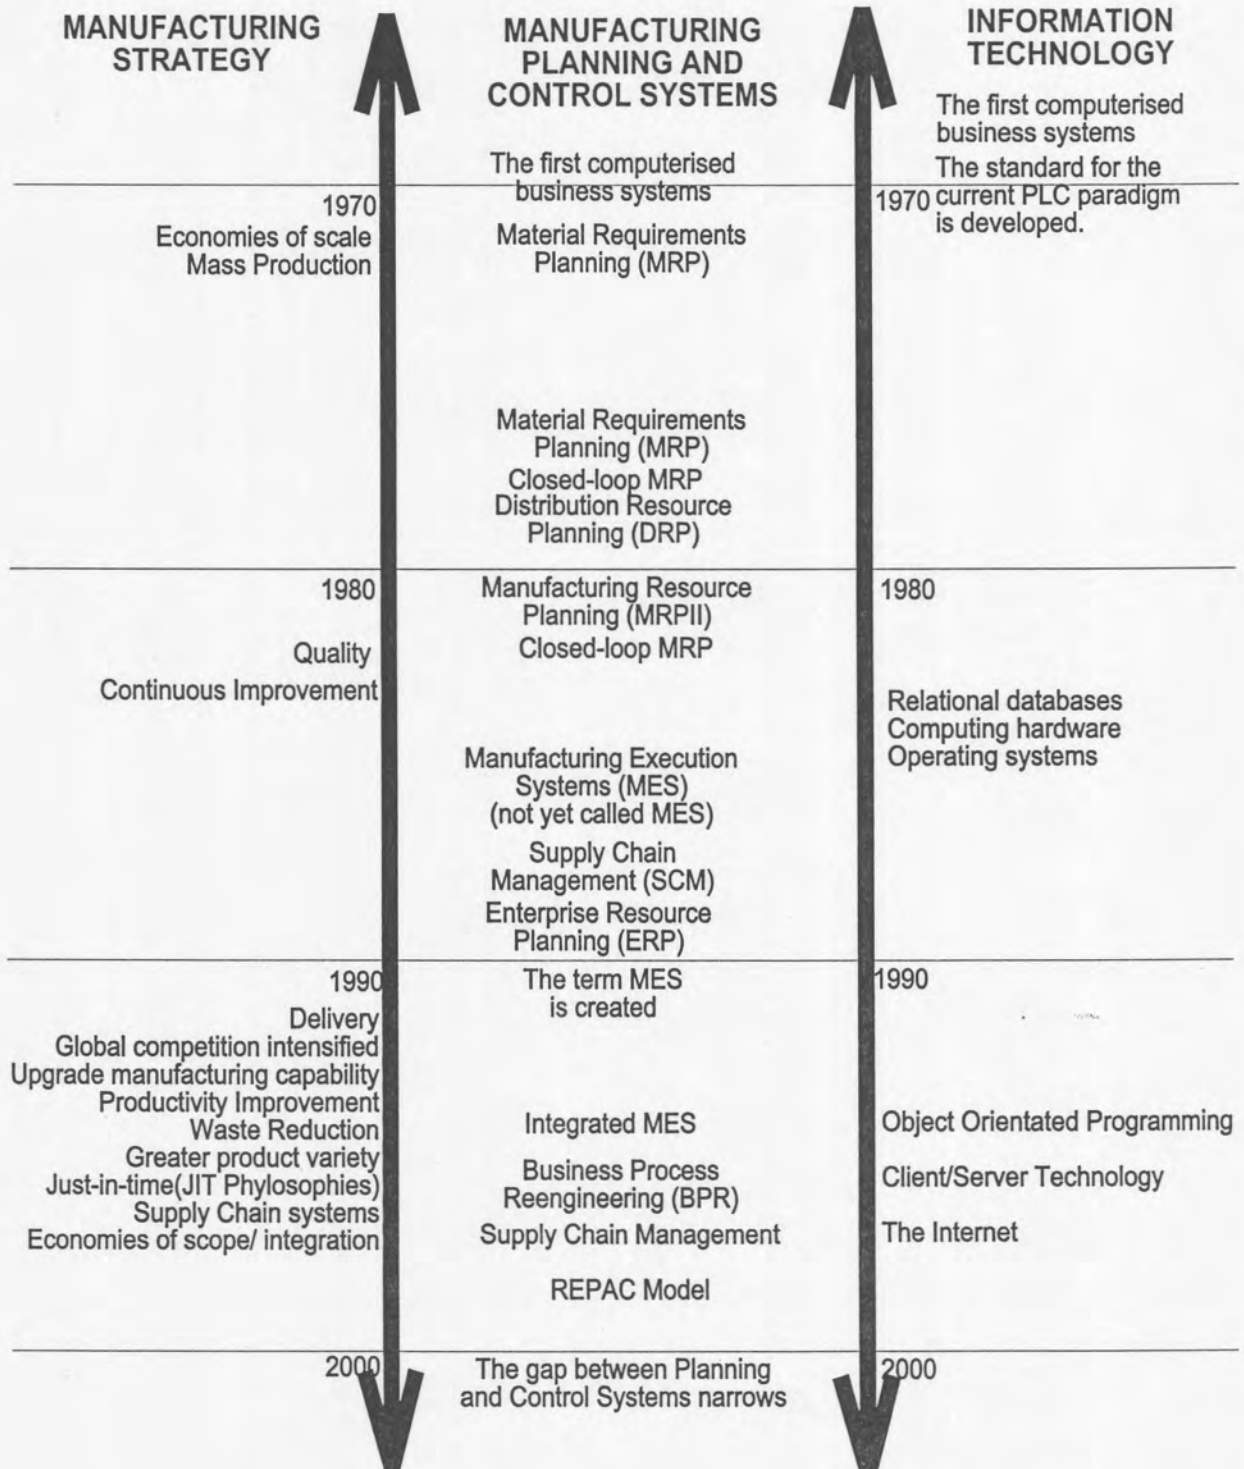 MANUFACTURING
STRATEGY
MANUFACTURING
PLANNING AND
CONTROL SYSTEMS
INFORMATION
TECHNOLOGY
The first computerised
business systems
The first computerised
business systems
The standard for the
current PLC paradigm
is developed.
1970
1970
Economies of scale
Mass Production
Material Requirements
Planning (MRP)
Material Requirements
Planning (MRP)
Closed-loop MRP
Distribution Resource
Planning (DRP)
1980
Manufacturing Resource
Planning (MRPII)
Closed-loop MRP
1980
Quality
Continuous Improvement
Relational databases
Computing hardware
Operating systems
Manufacturing Execution
Systems (MES)
(not yet called MES)
Supply Chain
Management (SCM)
Enterprise Resource
Planning (ERP)
1990
The term MES
is created
1990
Delivery
Global competition intensified
Upgrade manufacturing capability
Productivity Improvement
Waste Reduction
Greater product variety
Just-in-time(JIT Phylosophies)
Supply Chain systems
Economies of scope/ integration
Integrated MES
Business Process
Reengineering (BPR)
Supply Chain Management
REPAC Model
Object Orientated Programming
Client/Server Technology
The Internet
2000
The gap between Planning
and Control Systems narrows
2000